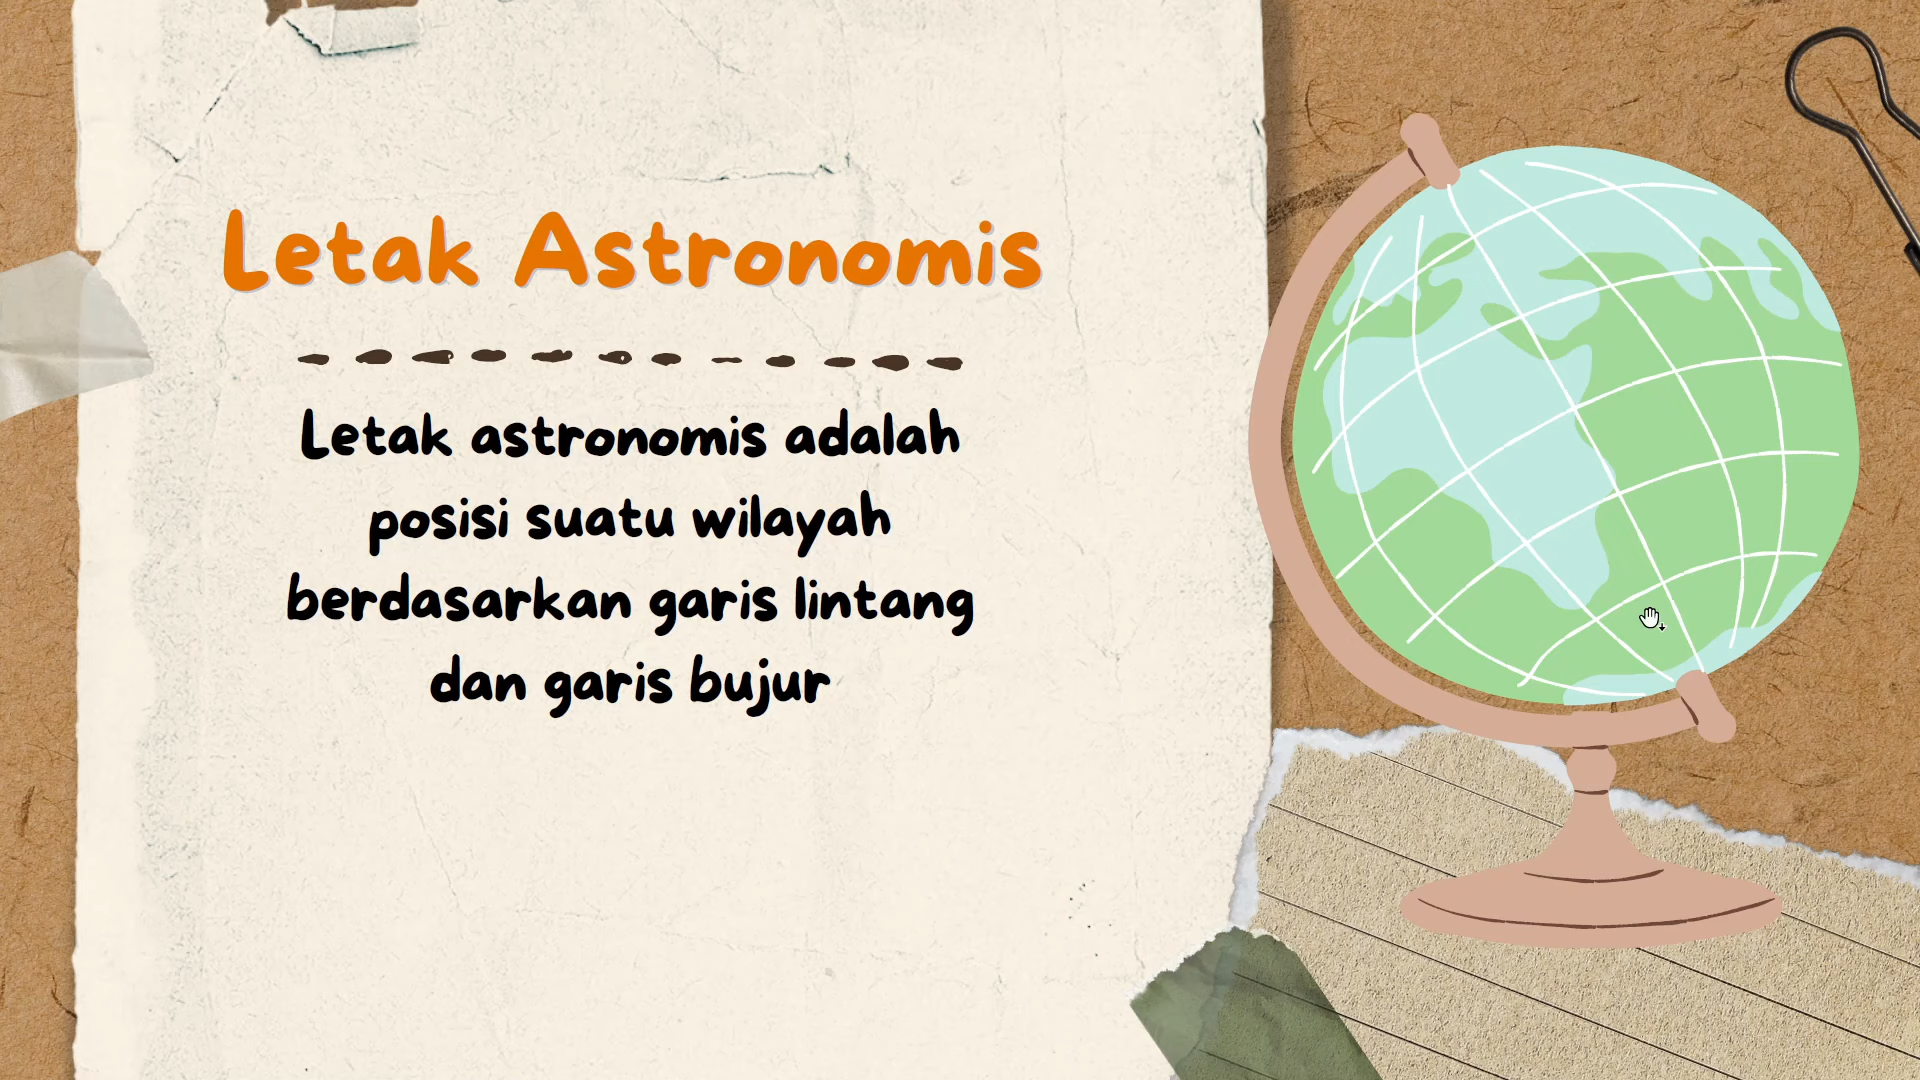 Letak Astronomis
Letak astronomis adalah
posisi suatu wilayah
berdasarkan garis lintang
dan garis bujur